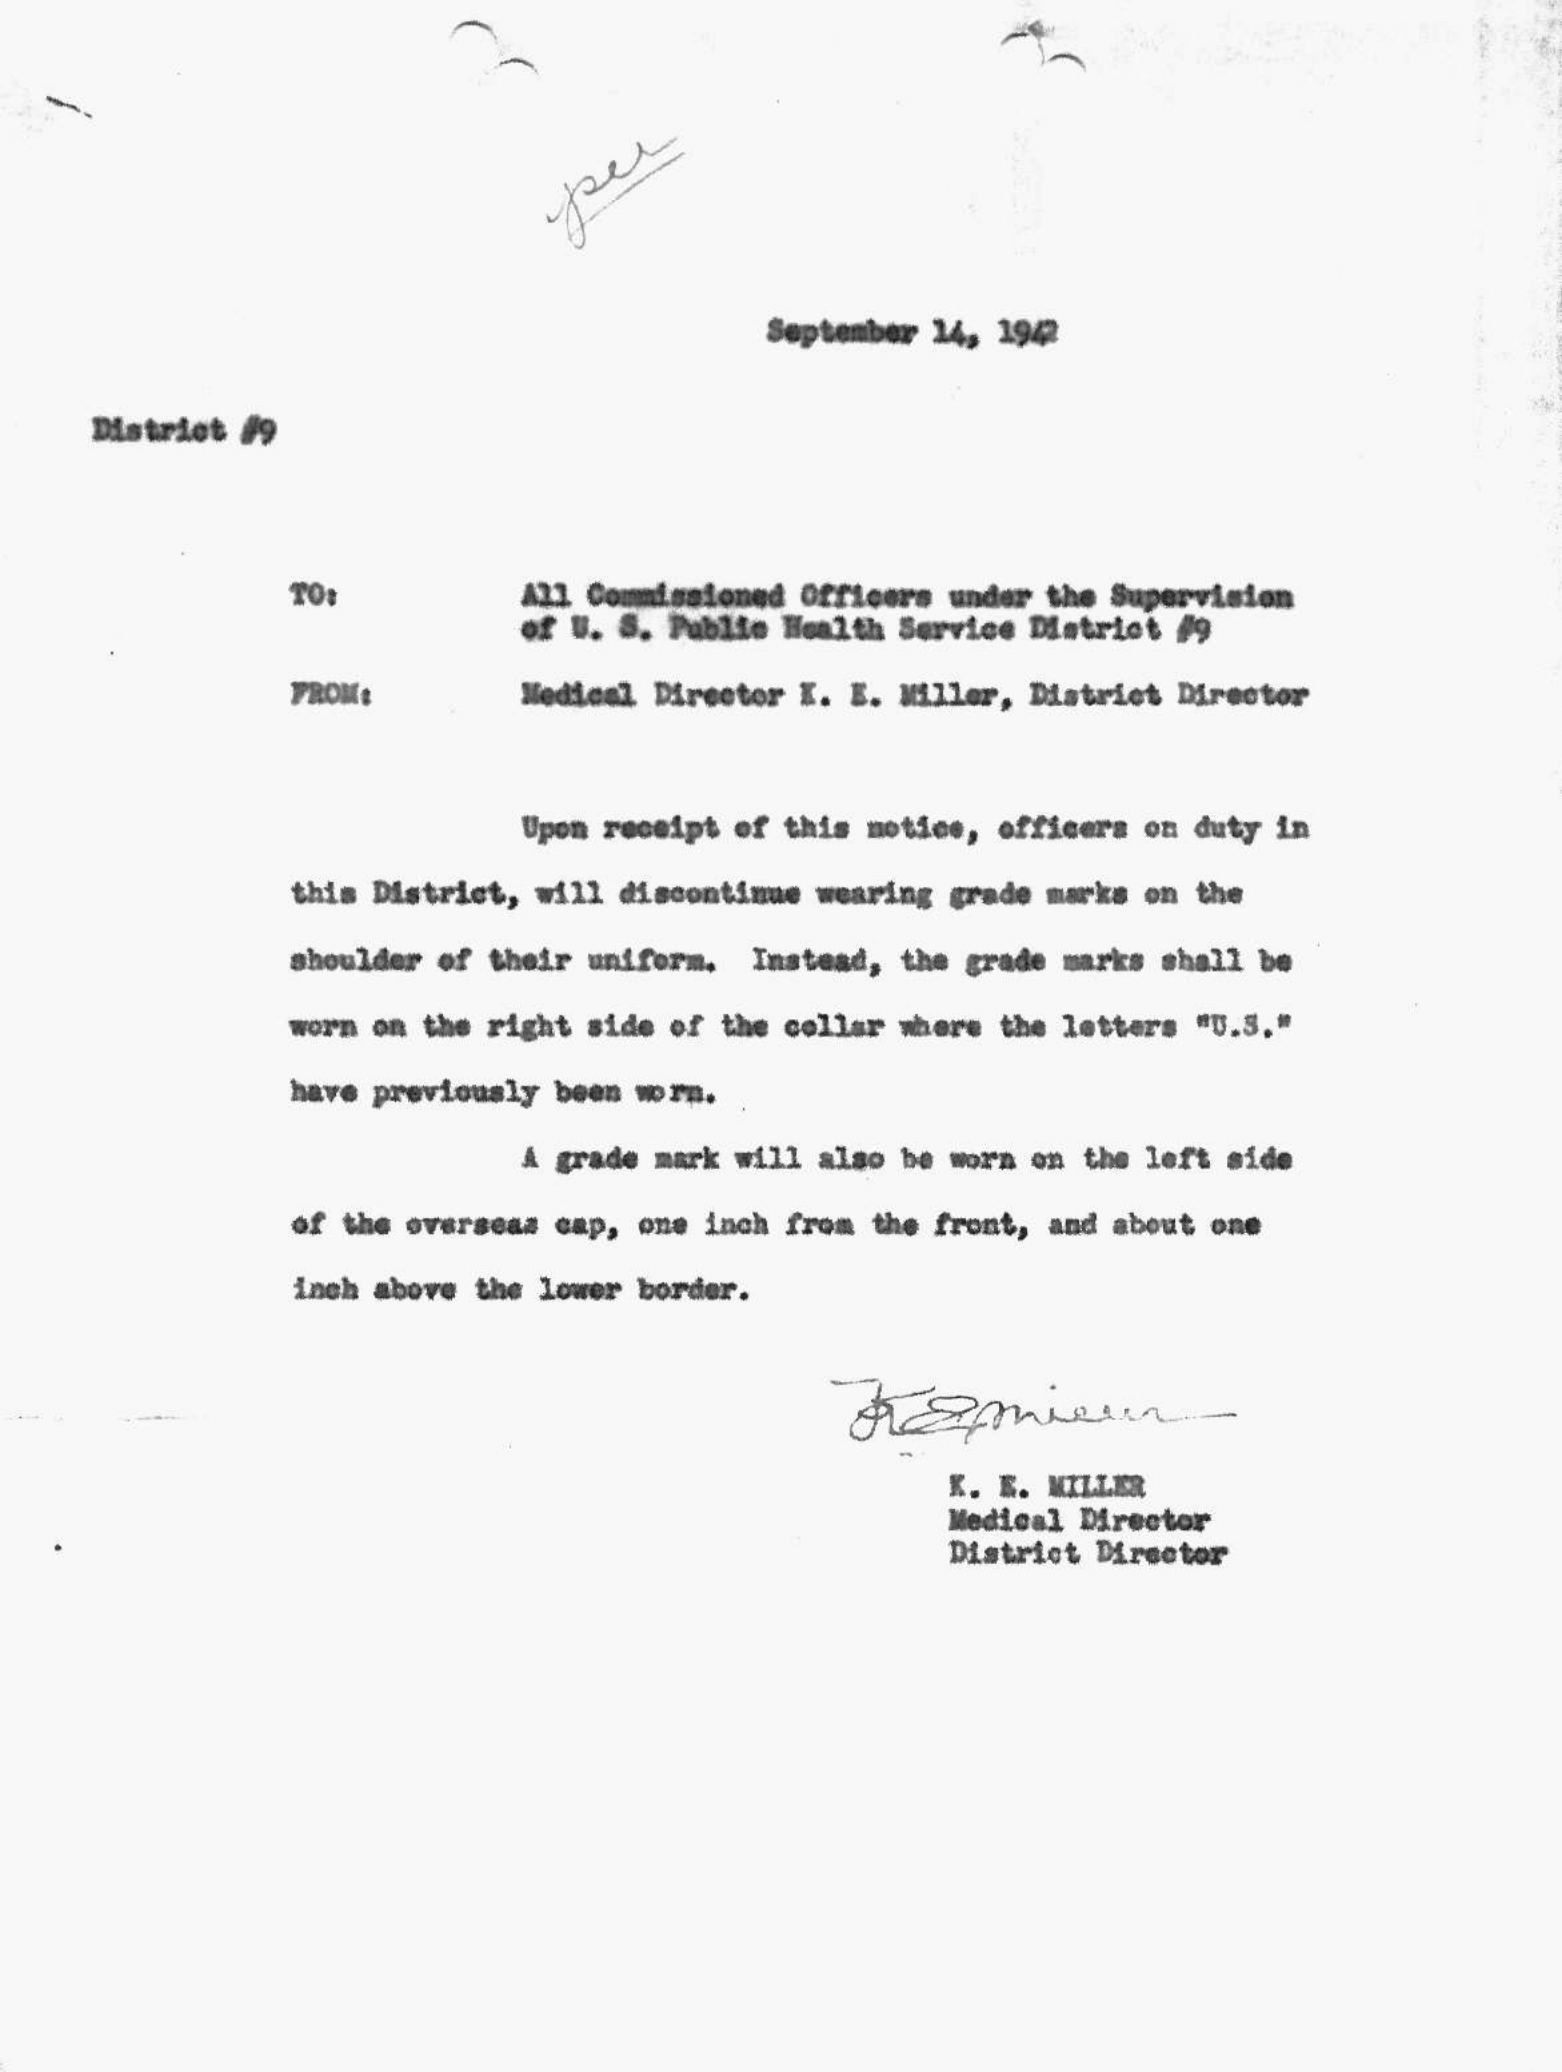 per
September 14, 1942
District #9
TO: All Commissioned Officers under the Supervision
of U. S. Public Health Service District #9
FROM: Medical Director K. E. Miller, District Director
Upon receipt of this notice, officers on duty in
this District, will discontinue wearing grade marks on the
shoulder of their uniform. Instead, the grade marks shall be
worn on the right side of the collar where the letters "U.S."
have previously been worn.
A grade mark will also be worn on the left side
of the overseas cap, one inch from the front, and about one
inch above the lower border.
K E Miller
K. E. MILLER
Medical Director
District Director